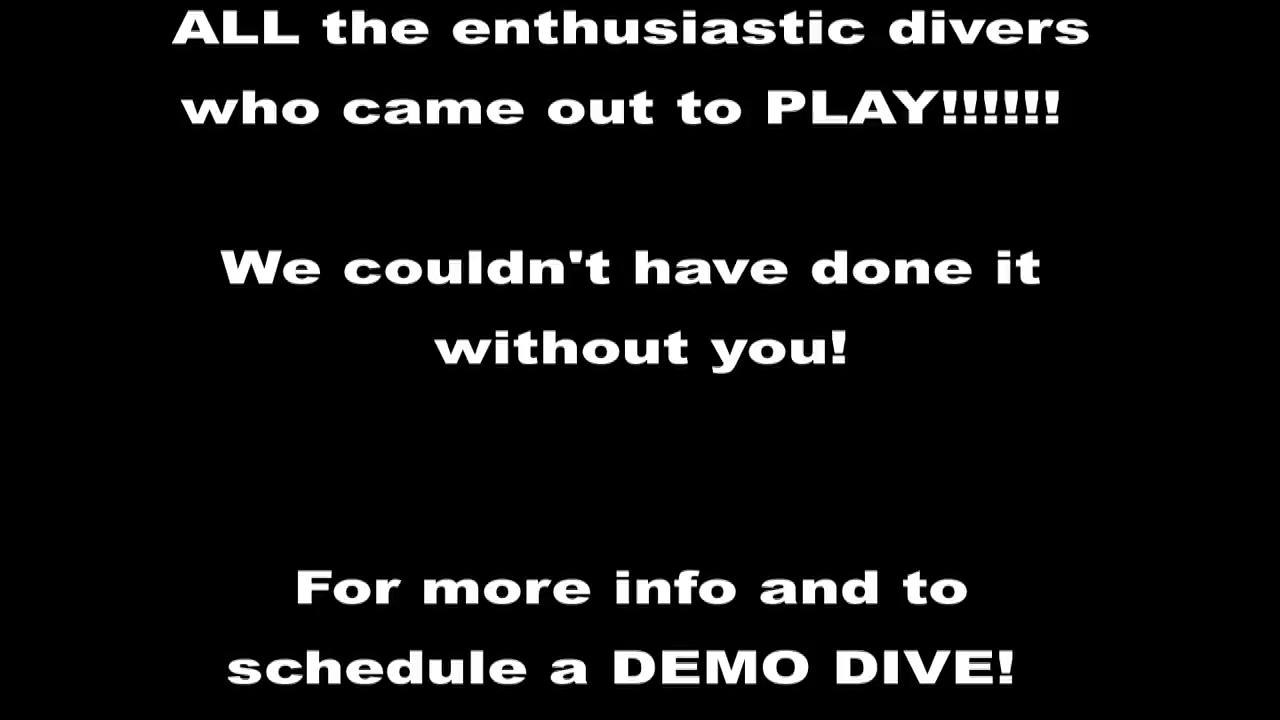 ALL the enthusiastic divers
who came out to PLAY!!!!!!
We couldn't have done it
without you!
For more info and to
schedule a DEMO DIVE!